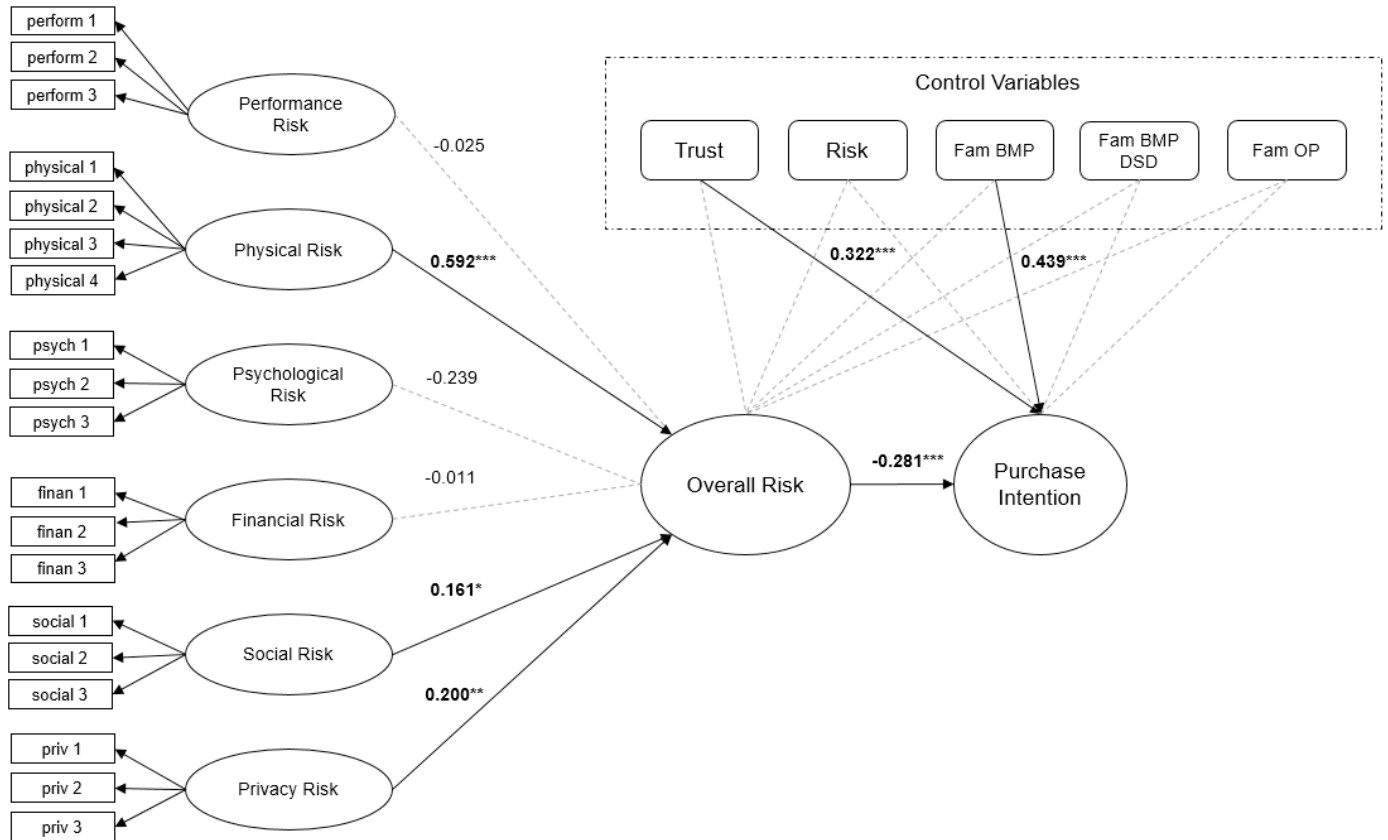 perform 1
perform 2
perform 3
Performance
Risk
-0.025
physical 1
physical 2
physical 3
physical 4
Physical Risk
0.592***
psych 1
psych 2
psych 3
Psychological
Risk
-0.239
finan 1
finan 2
finan 3
Financial Risk
-0.011
social 1
social 2
social 3
Social Risk
0.161*
priv 1
priv 2
priv 3
Privacy Risk
0.200**
Control Variables
Trust
Risk
Fam BMP
Fam BMP
DSD
Fam OP
0.322***
0.439***
Overall Risk
-0.281***
Purchase
Intention